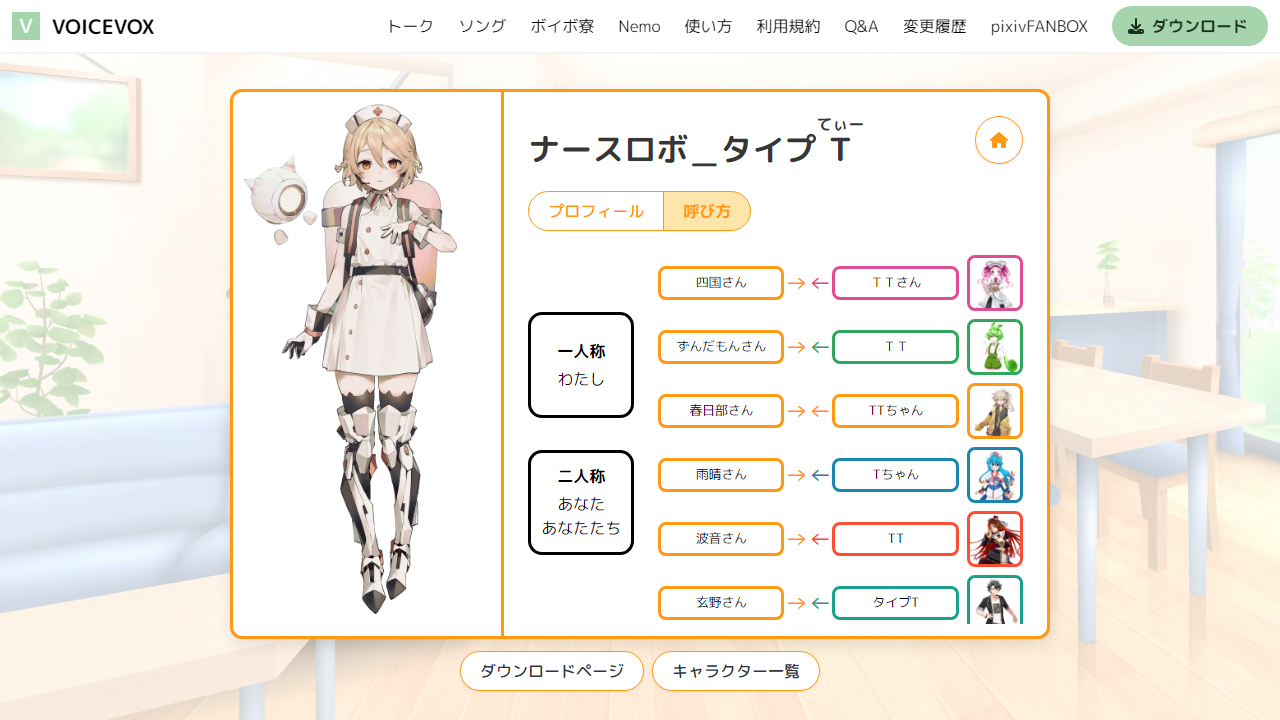 V VOICEVOX トーク ソング ボイボ寮 Nemo 使い方 利用規約 Q&A 変更履歴 pixivFANBOX ダウンロード
てぃー
ナースロボ＿タイプT
プロフィール 呼び方
一人称
わたし
二人称
あなた
あなたたち
四国さん → ← ＴＴさん
ずんだもんさん → ← ＴＴ
春日部さん → ← TTちゃん
雨晴さん → ← Tちゃん
波音さん → ← TT
玄野さん → ← タイプT
ダウンロードページ キャラクター一覧